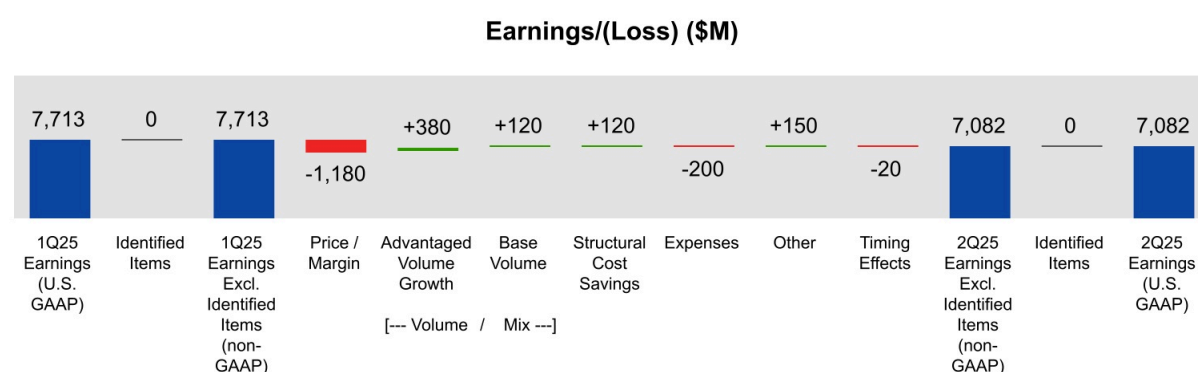 Earnings/(Loss) ($M)
7,713
0
7,713
-1,180
+380
+120
+120
-200
+150
-20
7,082
0
7,082
1Q25
Earnings
(U.S.
GAAP)
Identified
Items
1Q25
Earnings
Excl.
Identified
Items
(non-
GAAP)
Price /
Margin
Advantaged
Volume
Growth
Base
Volume
[--- Volume / Mix ---]
Structural
Cost
Savings
Expenses
Other
Timing
Effects
2Q25
Earnings
Excl.
Identified
Items
(non-
GAAP)
Identified
Items
2Q25
Earnings
(U.S.
GAAP)